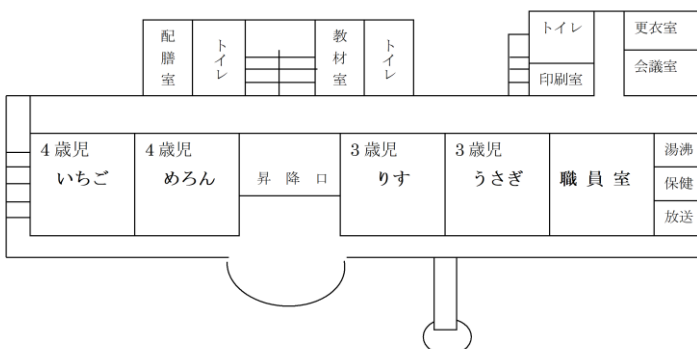 配膳室
トイレ
教材室
トイレ
トイレ
印刷室
更衣室
会議室
4歳児
いちご
4歳児
めろん
昇降口
3歳児
りす
3歳児
うさぎ
職員室
湯沸
保健
放送